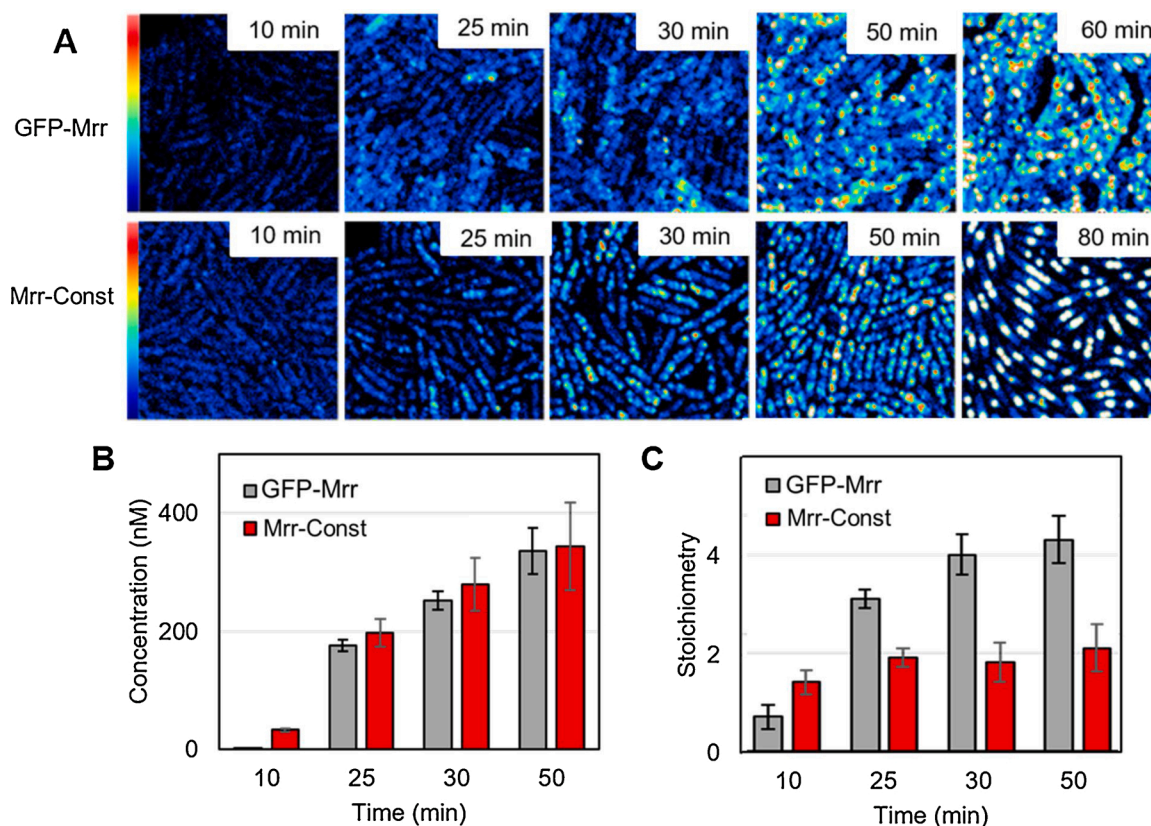 A
10 min
25 min
30 min
50 min
60 min
GFP-Mrr
10 min
25 min
30 min
50 min
80 min
Mrr-Const
B
GFP-Mrr
Mrr-Const
Concentration (nM)
400
200
0
10
25
30
50
Time (min)
C
GFP-Mrr
Mrr-Const
Stoichiometry
4
2
0
10
25
30
50
Time (min)